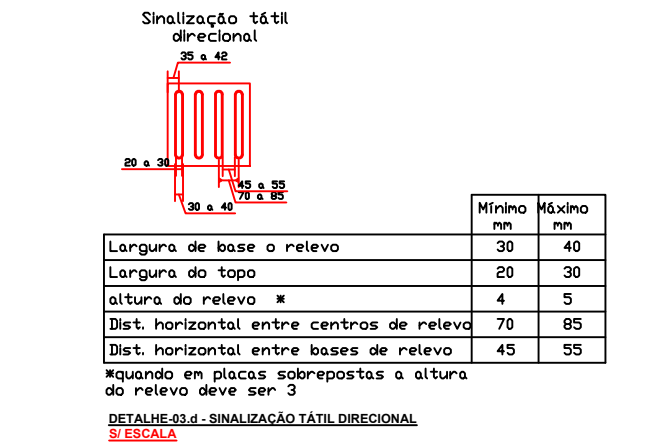 Sinalização tátil
direcional
35 a 42
20 a 30
45 a 55
70 a 85
30 a 40
Mínimo Máximo
mm mm
Largura de base o relevo 30 40
Largura do topo 20 30
altura do relevo * 4 5
Dist. horizontal entre centros de relevo 70 85
Dist. horizontal entre bases de relevo 45 55
*quando em placas sobrepostas a altura
do relevo deve ser 3
DETALHE-03.d - SINALIZAÇÃO TÁTIL DIRECIONAL
S/ ESCALA